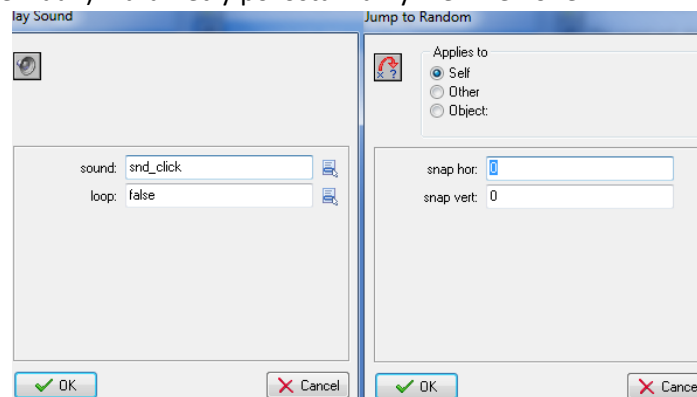 lay Sound
sound: snd_click
loop: false
OK
Cancel
Jump to Random
Applies to
Self
Other
Object:
snap hor: 0
snap vert: 0
OK
Cance